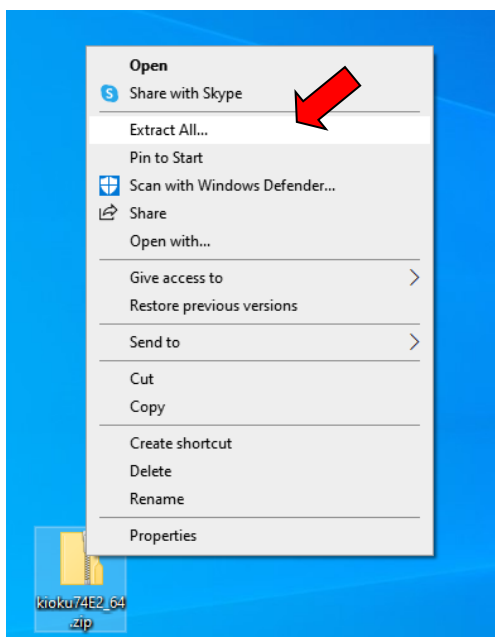 Open
Share with Skype
Extract All...
Pin to Start
Scan with Windows Defender...
Share
Open with...
Give access to
Restore previous versions
Send to
Cut
Copy
Create shortcut
Delete
Rename
Properties
kioku74E2_64
.zip